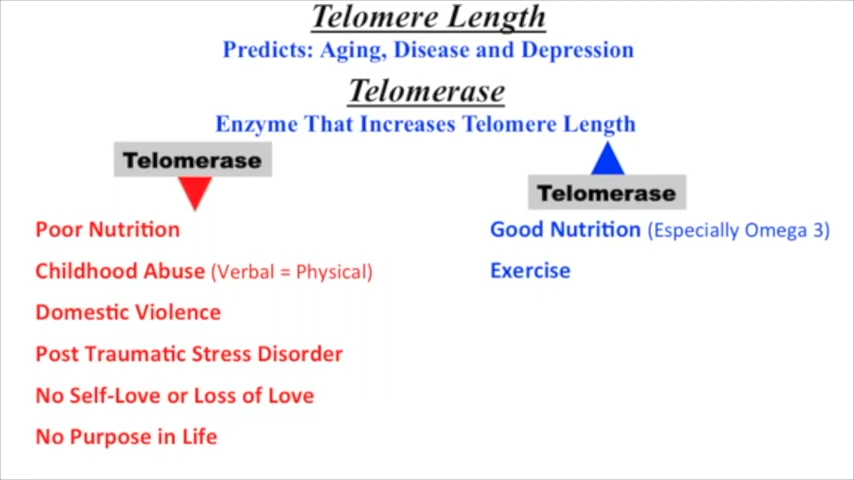 Telomere Length
Predicts: Aging, Disease and Depression
Telomerase
Enzyme That Increases Telomere Length
Telomerase
Telomerase
Poor Nutrition
Good Nutrition (Especially Omega 3)
Childhood Abuse (Verbal = Physical)
Exercise
Domestic Violence
Post Traumatic Stress Disorder
No Self-Love or Loss of Love
No Purpose in Life